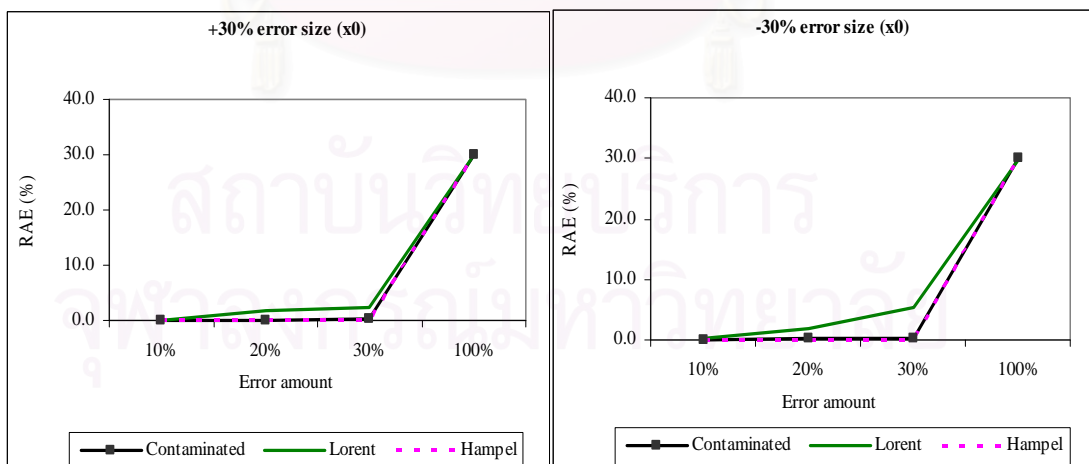 +30% error size (x0)
40.0
30.0
20.0
10.0
0.0
RAE (%)
10% 20% 30% 100%
Error amount
Contaminated Lorent Hampel
-30% error size (x0)
40.0
30.0
20.0
10.0
0.0
RAE (%)
10% 20% 30% 100%
Error amount
Contaminated Lorent Hampel
สถาบันวิทยบริการ
จุฬาลงกรณ์มหาวิทยาลัย